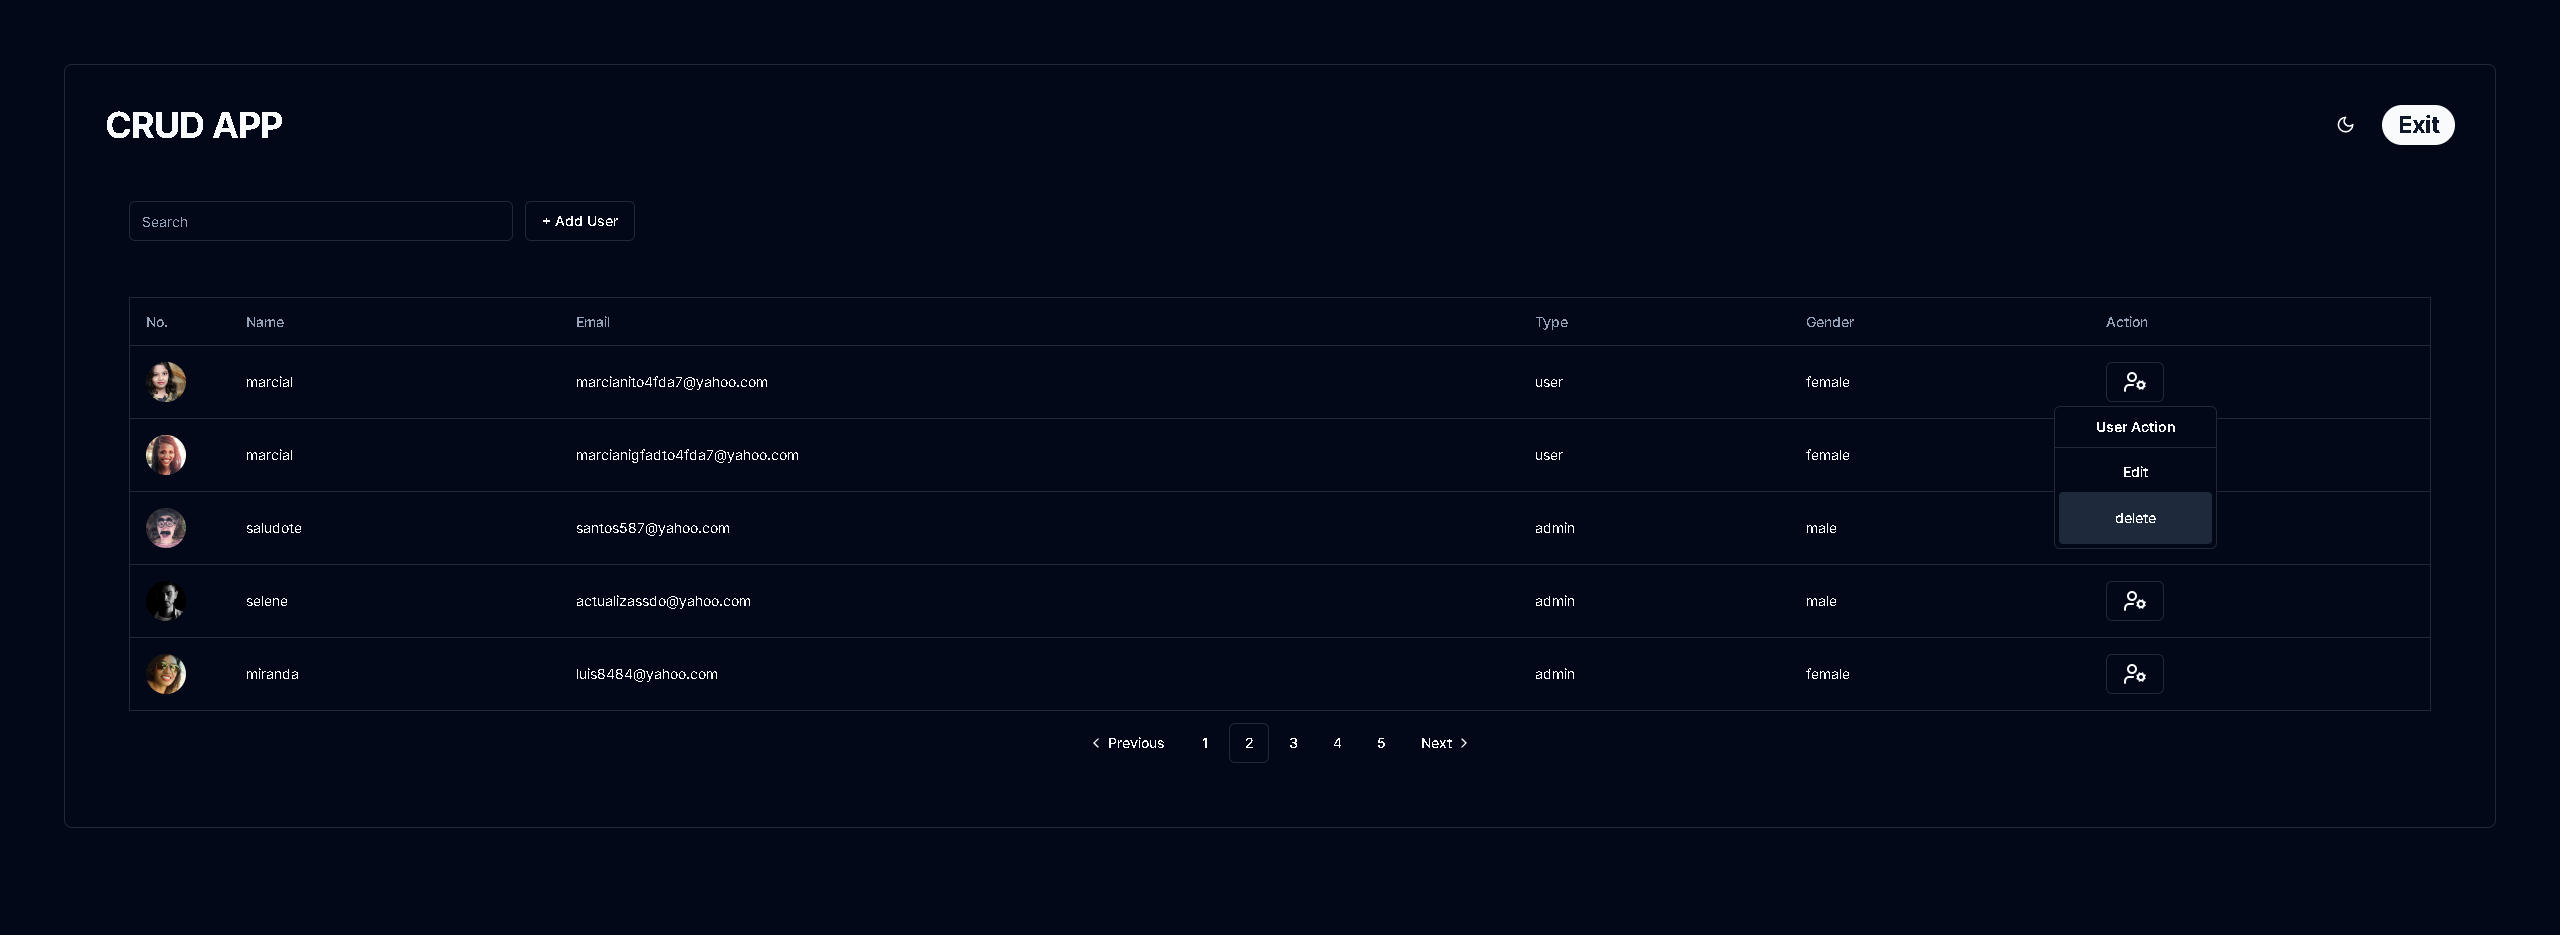 CRUD APP
Exit
Search
+ Add User
No. Name Email Type Gender Action
marcial marcianito4fda7@yahoo.com user female
marcial marcianigfadto4fda7@yahoo.com user female
saludote santos587@yahoo.com admin male
selene actualizassdo@yahoo.com admin male
miranda luis8484@yahoo.com admin female
User Action
Edit
delete
Previous 1 2 3 4 5 Next